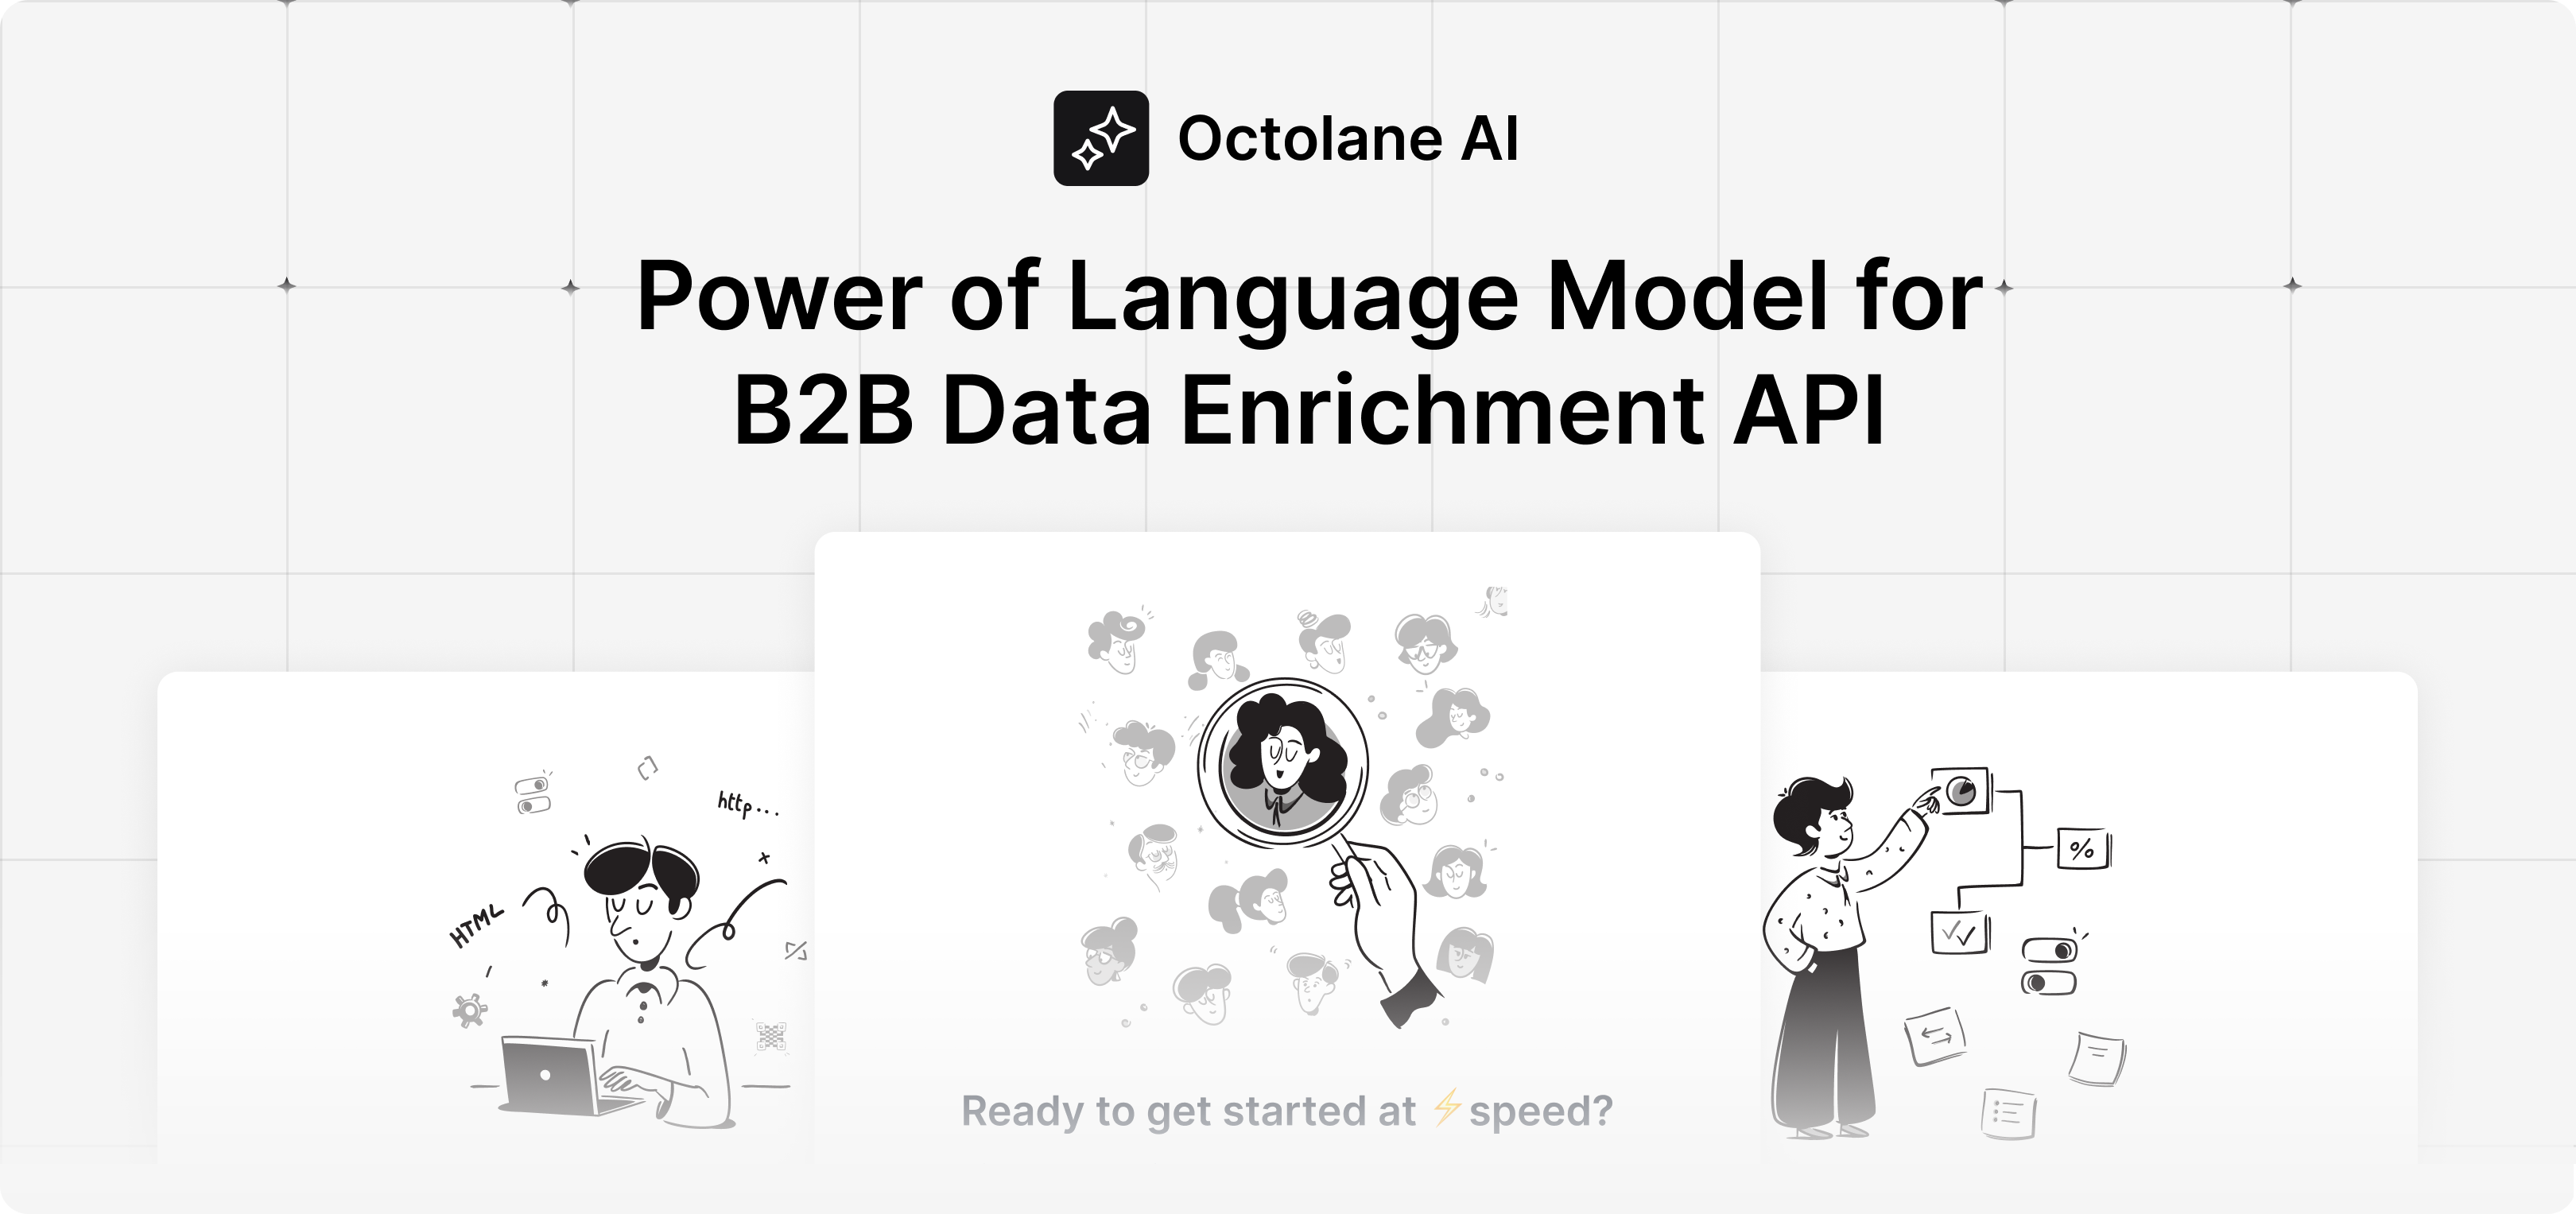 Octolane AI
Power of Language Model for
B2B Data Enrichment API
http...
HTML
%
Ready to get started at ⚡speed?